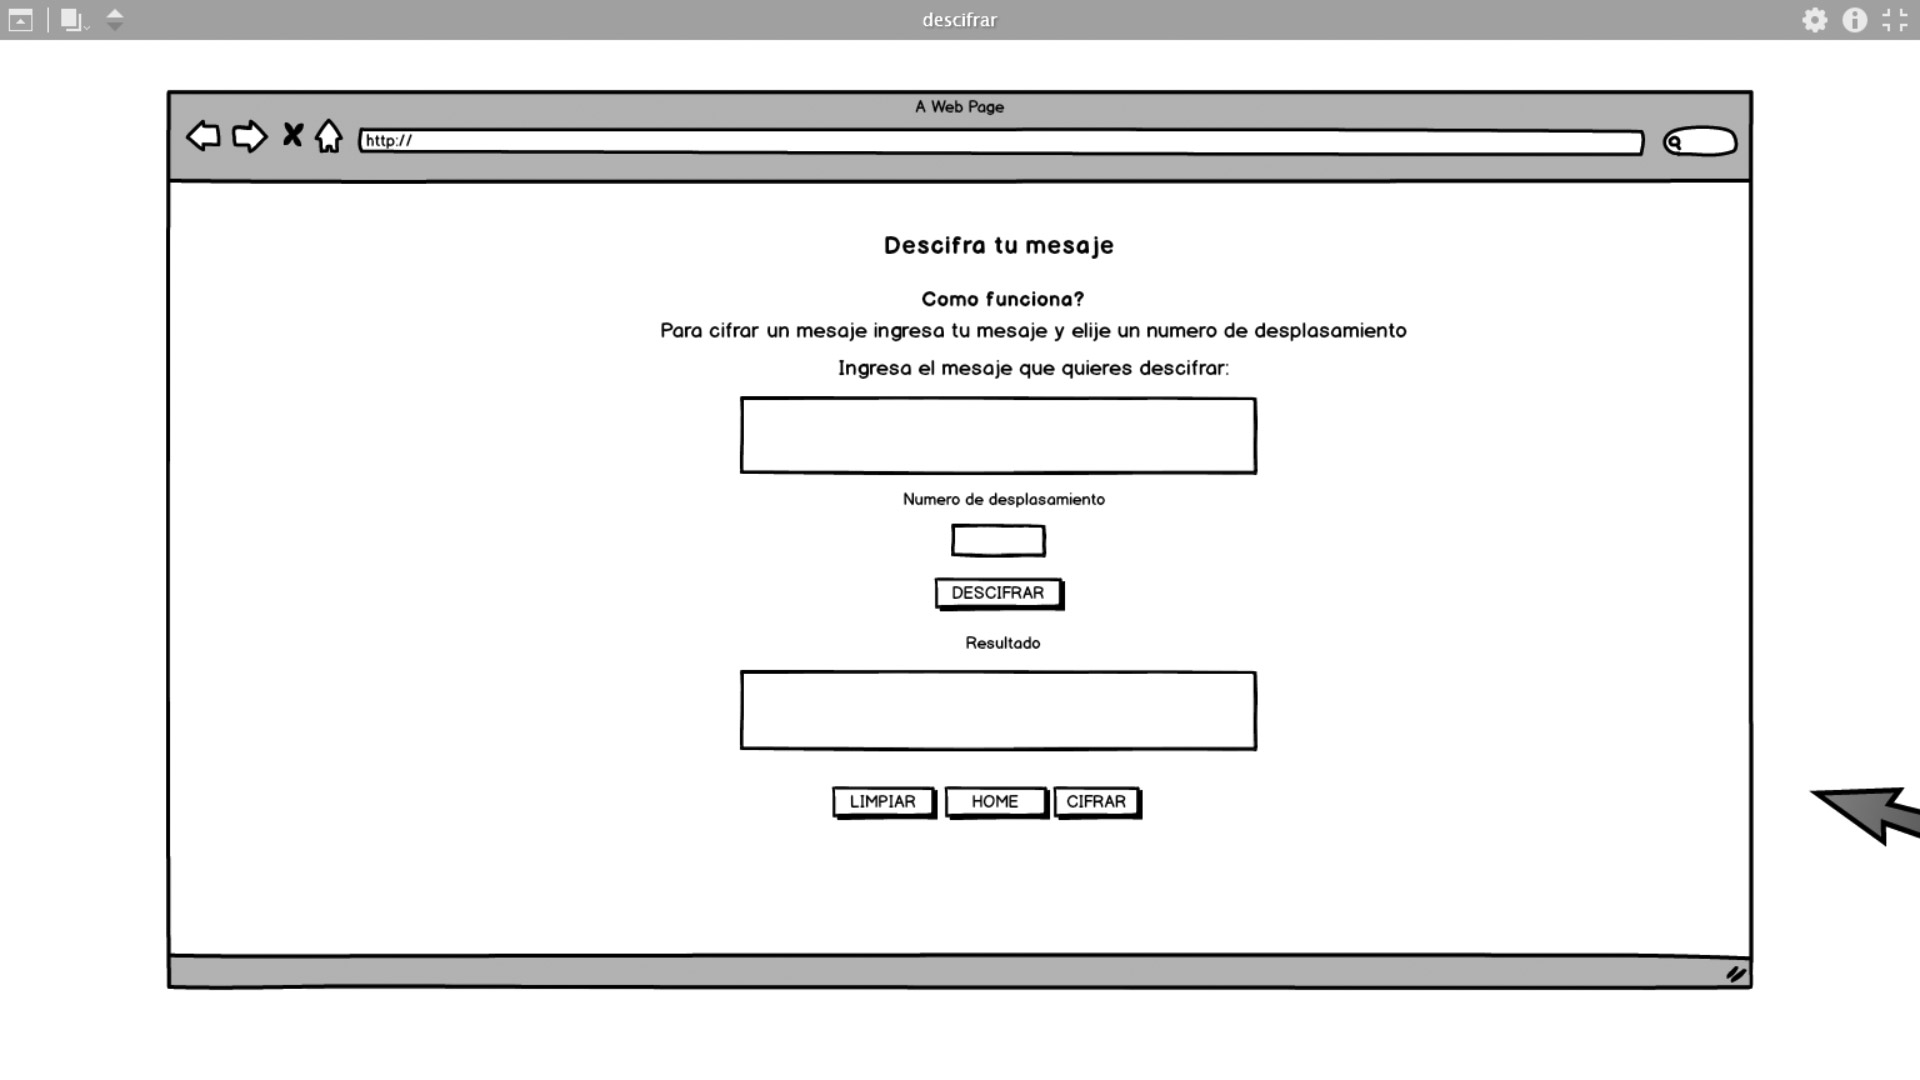 descifrar
A Web Page
http://
Descifra tu mesaje
Como funciona?
Para cifrar un mesaje ingresa tu mesaje y elije un numero de desplasamiento
Ingresa el mesaje que quieres descifrar:
Numero de desplasamiento
DESCIFRAR
Resultado
LIMPIAR HOME CIFRAR